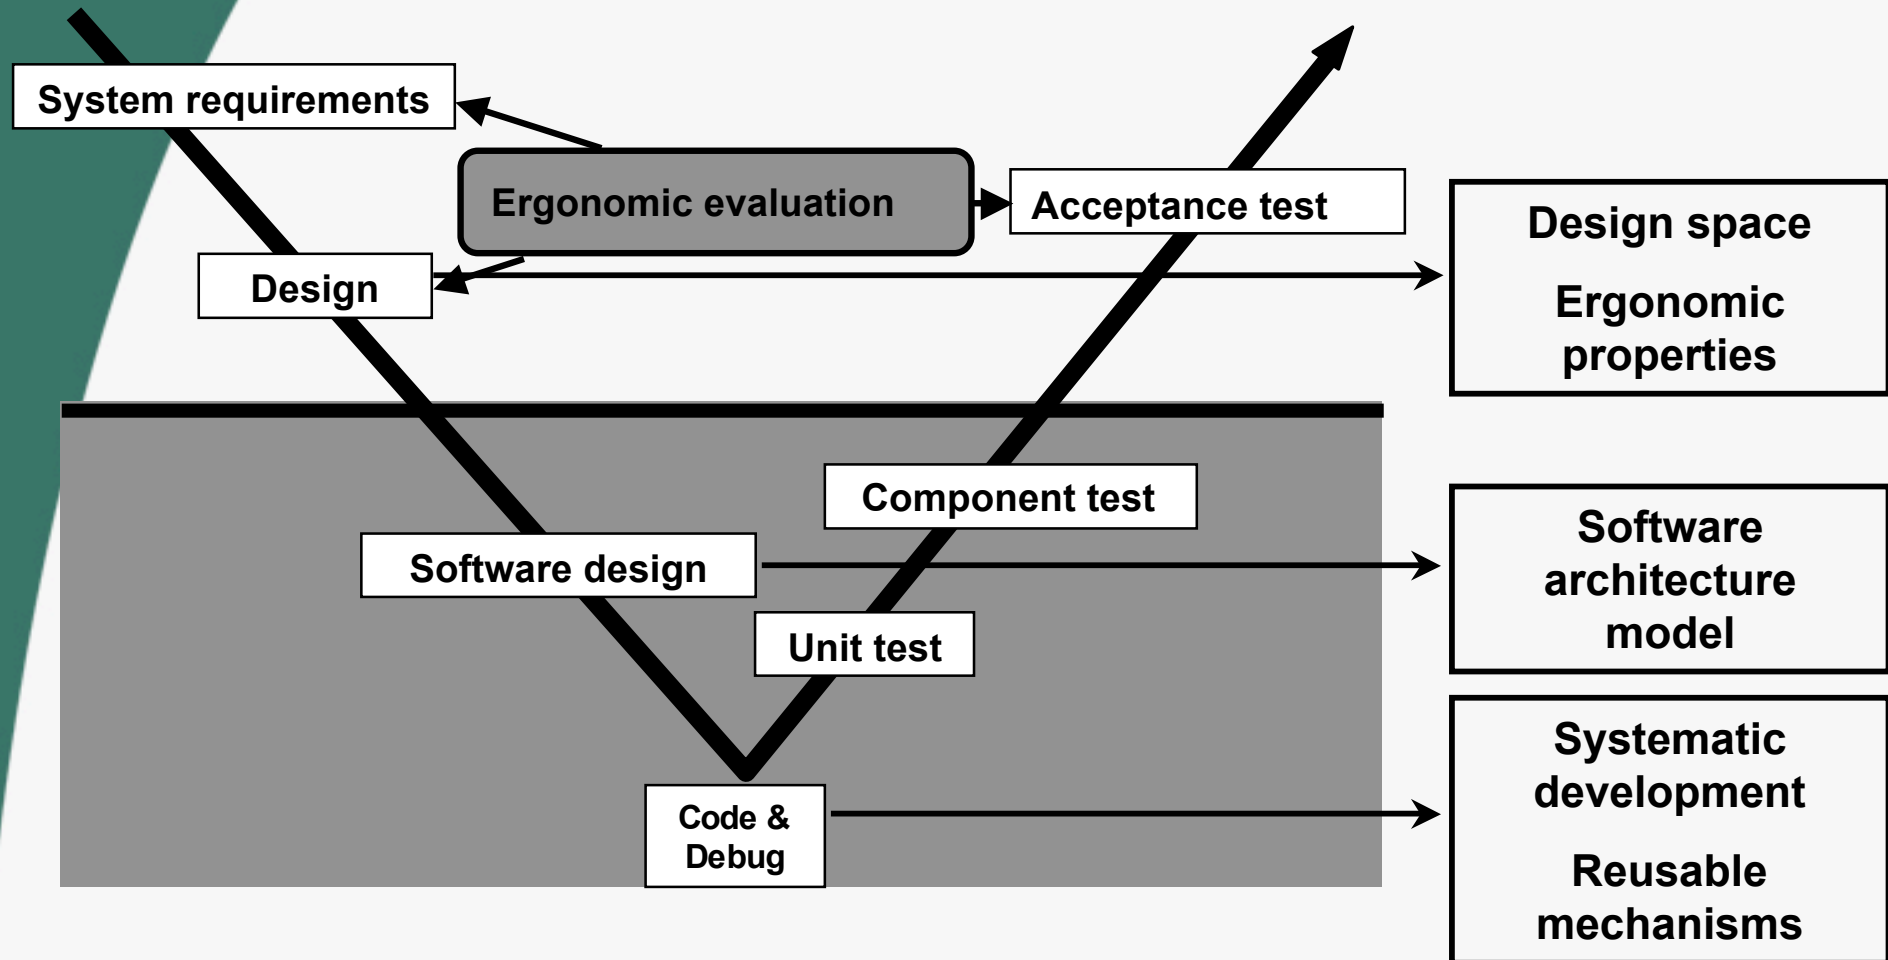 System requirements
Ergonomic evaluation
Acceptance test
Design
Design space
Ergonomic
properties
Component test
Software design
Software
architecture
model
Unit test
Code &
Debug
Systematic
development
Reusable
mechanisms